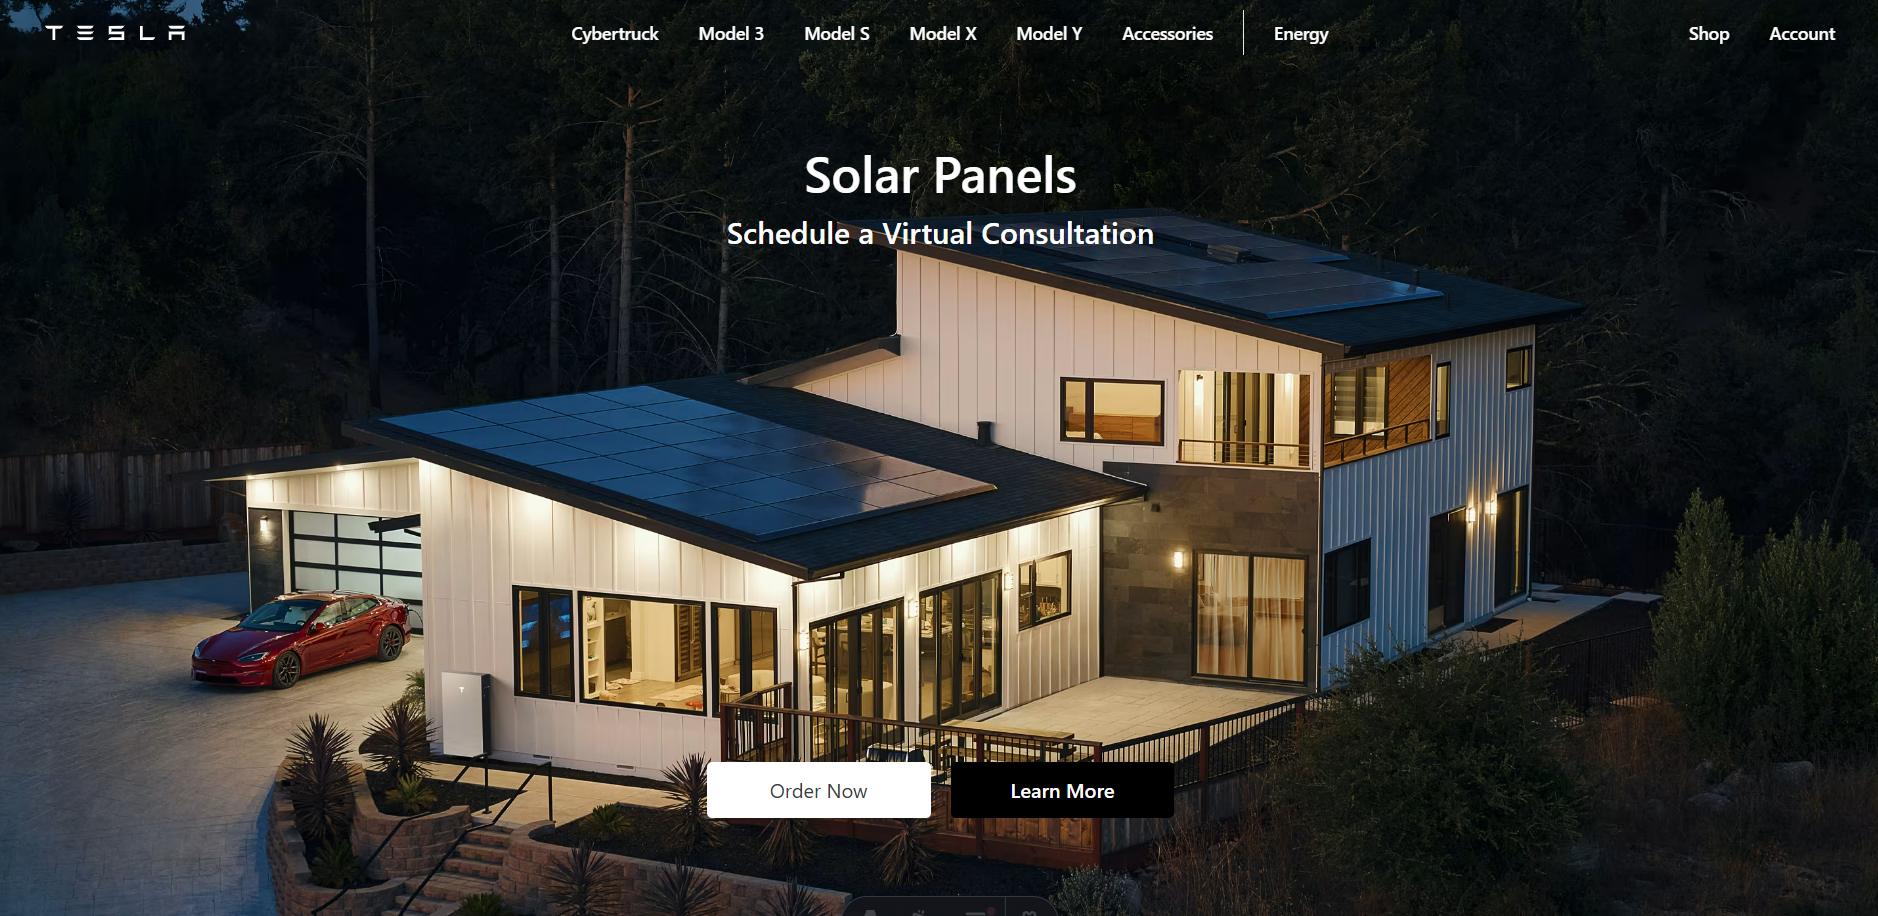 TESLA
Cybertruck Model 3 Model S Model X Model Y Accessories Energy
Shop Account
Solar Panels
Schedule a Virtual Consultation
Order Now
Learn More